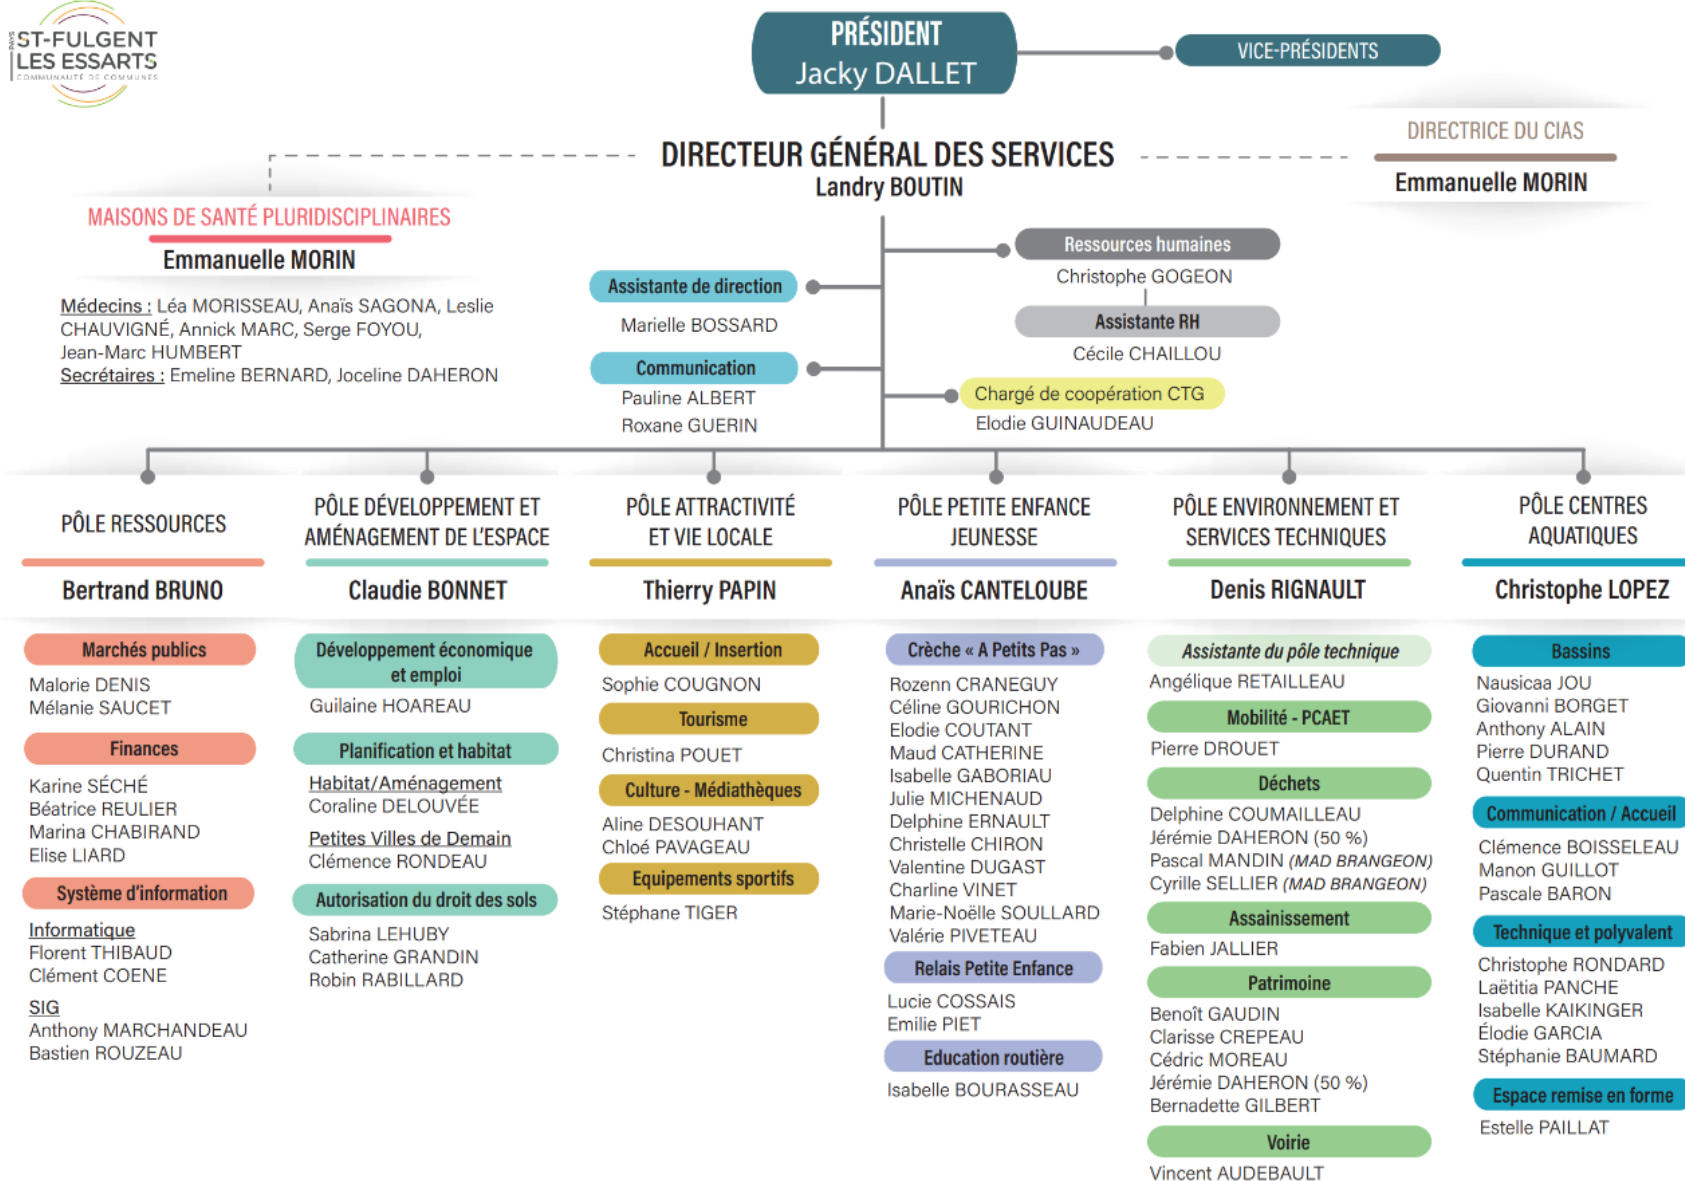 PAYS
ST-FULGENT
LES ESSARTS
COMMUNAUTÉ DE COMMUNES
PRÉSIDENT
Jacky DALLET
VICE-PRÉSIDENTS
DIRECTRICE DU CIAS
Emmanuelle MORIN
DIRECTEUR GÉNÉRAL DES SERVICES
Landry BOUTIN
MAISONS DE SANTÉ PLURIDISCIPLINAIRES
Emmanuelle MORIN
Médecins : Léa MORISSEAU, Anaïs SAGONA, Leslie
CHAUVIGNÉ, Annick MARC, Serge FOYOU,
Jean-Marc HUMBERT
Secrétaires : Emeline BERNARD, Joceline DAHERON
Assistante de direction
Marielle BOSSARD
Communication
Pauline ALBERT
Roxane GUERIN
Ressources humaines
Christophe GOGEON
Assistante RH
Cécile CHAILLOU
Chargé de coopération CTG
Elodie GUINAUDEAU
PÔLE RESSOURCES
Bertrand BRUNO
Marchés publics
Malorie DENIS
Mélanie SAUCET
Finances
Karine SÉCHÉ
Béatrice REULIER
Marina CHABIRAND
Elise LIARD
Système d'information
Informatique
Florent THIBAUD
Clément COENE
SIG
Anthony MARCHANDEAU
Bastien ROUZEAU
PÔLE DÉVELOPPEMENT ET
AMÉNAGEMENT DE L'ESPACE
Claudie BONNET
Développement économique
et emploi
Guilaine HOAREAU
Planification et habitat
Habitat/Aménagement
Coraline DELOUVÉE
Petites Villes de Demain
Clémence RONDEAU
Autorisation du droit des sols
Sabrina LEHUBY
Catherine GRANDIN
Robin RABILLARD
PÔLE ATTRACTIVITÉ
ET VIE LOCALE
Thierry PAPIN
Accueil / Insertion
Sophie COUGNON
Tourisme
Christina POUET
Culture - Médiathèques
Aline DESOUHANT
Chloé PAVAGEAU
Equipements sportifs
Stéphane TIGER
PÔLE PETITE ENFANCE
JEUNESSE
Anaïs CANTELOUBE
Crèche « A Petits Pas »
Rozenn CRANEGUY
Céline GOURICHON
Elodie COUTANT
Maud CATHERINE
Isabelle GABORIAU
Julie MICHENAUD
Delphine ERNAULT
Christelle CHIRON
Valentine DUGAST
Charline VINET
Marie-Noëlle SOULLARD
Valérie PIVETEAU
Relais Petite Enfance
Lucie COSSAIS
Emilie PIET
Education routière
Isabelle BOURASSEAU
PÔLE ENVIRONNEMENT ET
SERVICES TECHNIQUES
Denis RIGNAULT
Assistante du pôle technique
Angélique RETAILLEAU
Mobilité - PCAET
Pierre DROUET
Déchets
Delphine COUMAILLEAU
Jérémie DAHERON (50 %)
Pascal MANDIN (MAD BRANGEON)
Cyrille SELLIER (MAD BRANGEON)
Assainissement
Fabien JALLIER
Patrimoine
Benoît GAUDIN
Clarisse CREPEAU
Cédric MOREAU
Jérémie DAHERON (50 %)
Bernadette GILBERT
Voirie
Vincent AUDEBAULT
PÔLE CENTRES
AQUATIQUES
Christophe LOPEZ
Bassins
Nausicaa JOU
Giovanni BORGET
Anthony ALAIN
Pierre DURAND
Quentin TRICHET
Communication / Accueil
Clémence BOISSELEAU
Manon GUILLOT
Pascale BARON
Technique et polyvalent
Christophe RONDARD
Laëtitia PANCHE
Isabelle KAIKINGER
Élodie GARCIA
Stéphanie BAUMARD
Espace remise en forme
Estelle PAILLAT